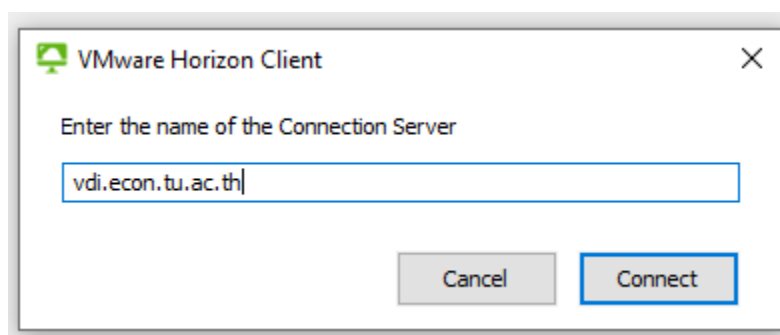 VMware Horizon Client
Enter the name of the Connection Server
vdi.econ.tu.ac.th
Cancel Connect